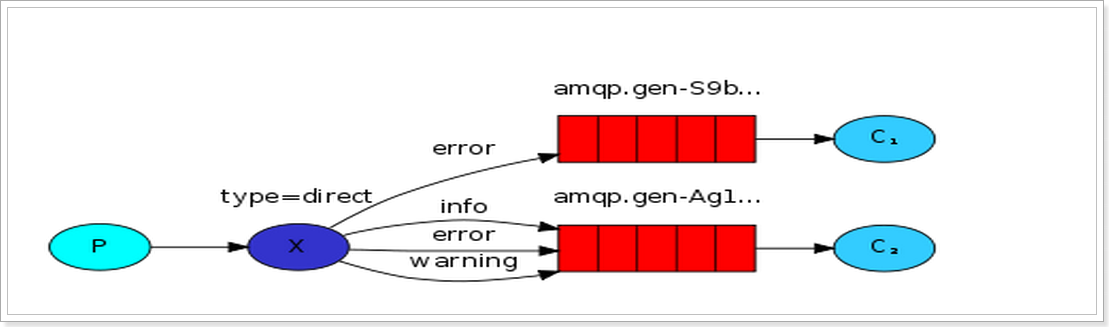 amqp.gen-S9b...
C₁
error
type=direct
amqp.gen-Ag1...
info
P
X
error
C₂
warning